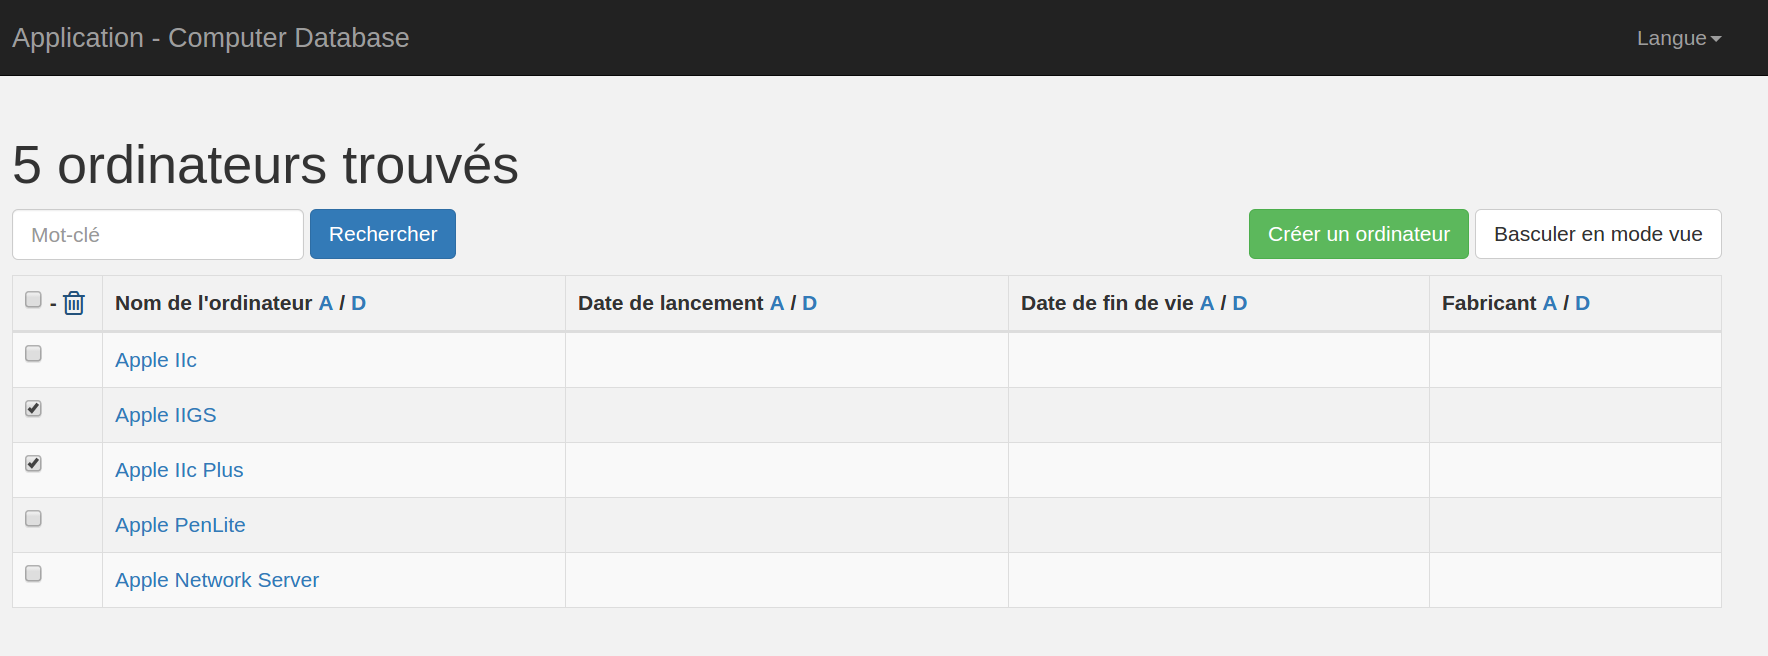 Application - Computer Database Langue
5 ordinateurs trouvés
Mot-clé Rechercher Créer un ordinateur Basculer en mode vue
- Nom de l'ordinateur A / D Date de lancement A / D Date de fin de vie A / D Fabricant A / D
Apple IIc
Apple IIGS
Apple IIc Plus
Apple PenLite
Apple Network Server